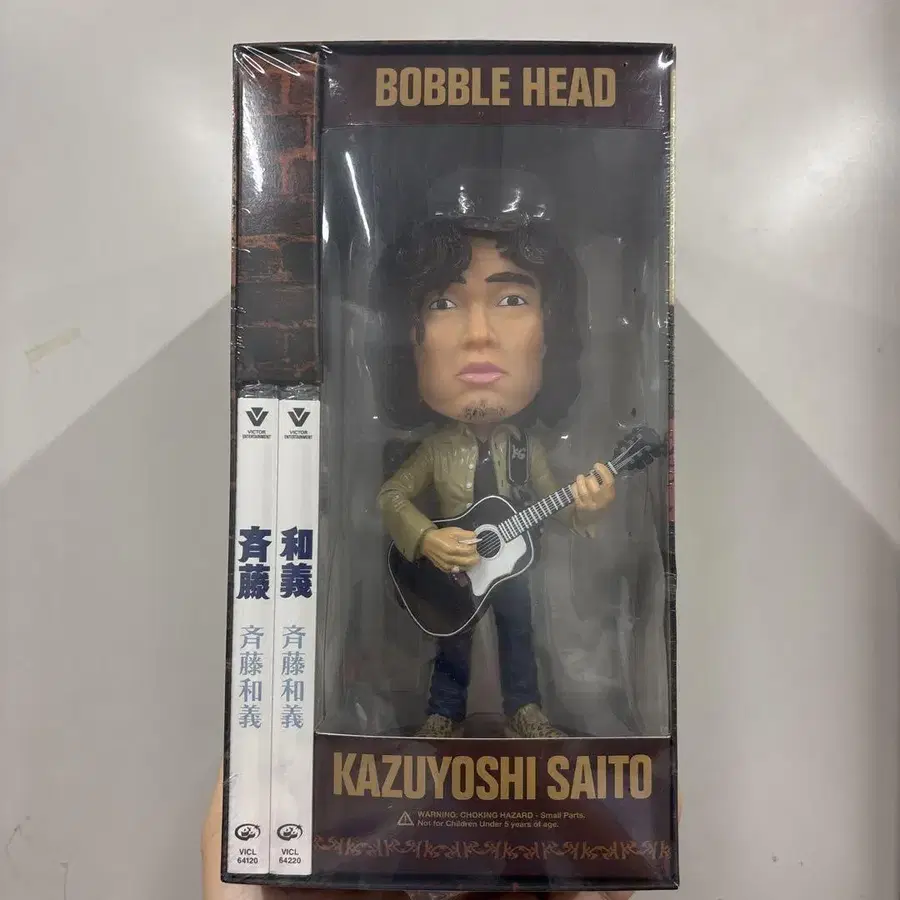 BOBBLE HEAD
VICTOR
ENTERTAINMENT
斉藤
斉藤和義
VICL
64120
VICTOR
ENTERTAINMENT
和義
斉藤和義
VICL
64220
KAZUYOSHI SAITO
WARNING: CHOKING HAZARD - Small Parts.
Not for Children Under 5 years of age.